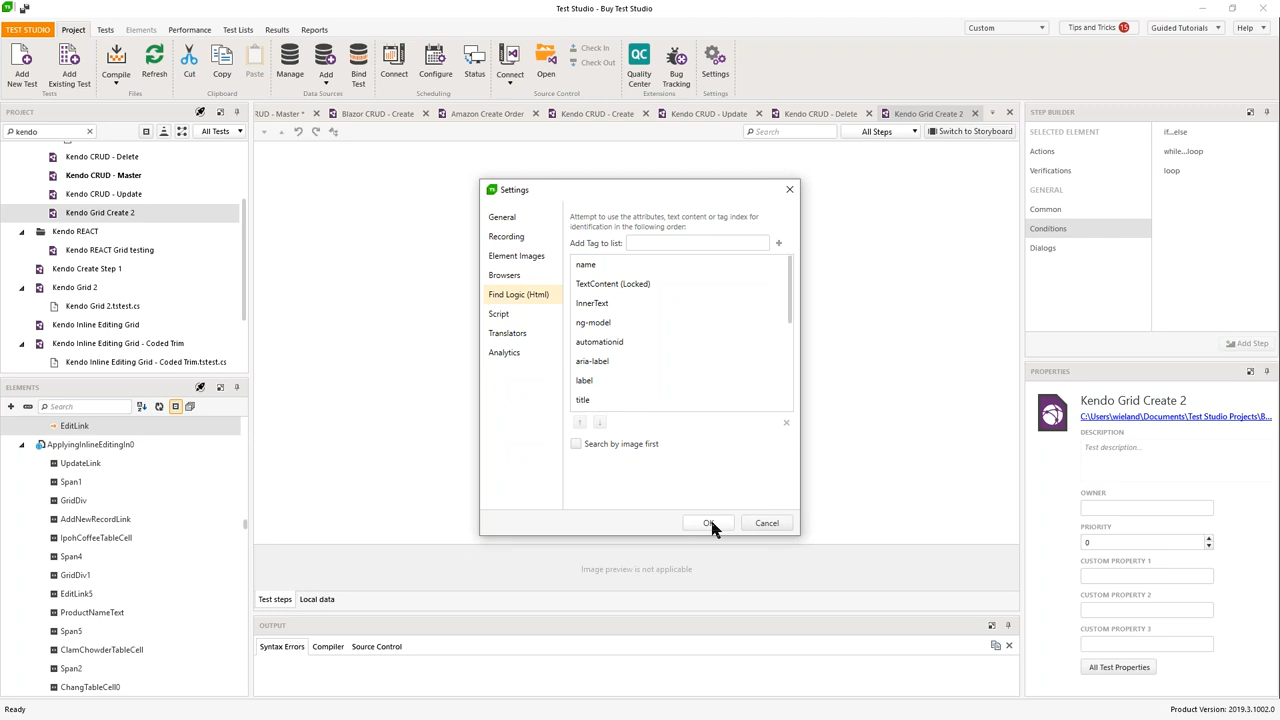 Test Studio - Buy Test Studio
TEST STUDIO Project Tests Elements Performance Test Lists Results Reports
Custom Tips and Tricks 15 Guided Tutorials Help
Add New Test
Add Existing Test
Compile
Refresh
Cut
Copy
Paste
Manage
Add
Bind Test
Connect
Configure
Status
Connect
Open
Check In
Check Out
Quality Center
Bug Tracking
Settings
Tests Files Clipboard Data Sources Scheduling Source Control Extensions Settings
PROJECT
kendo
All Tests
Kendo CRUD - Delete
Kendo CRUD - Master
Kendo CRUD - Update
Kendo Grid Create 2
Kendo REACT
Kendo REACT Grid testing
Kendo Create Step 1
Kendo Grid 2
Kendo Grid 2.tstest.cs
Kendo Inline Editing Grid
Kendo Inline Editing Grid - Coded Trim
Kendo Inline Editing Grid - Coded Trim.tstest.cs
ELEMENTS
Search
EditLink
ApplyingInlineEditingIn0
UpdateLink
Span1
GridDiv
AddNewRecordLink
IpohCoffeeTableCell
Span4
GridDiv1
EditLink5
ProductNameText
Span5
ClamChowderTableCell
Span2
ChangTableCell0
RUD - Master * Blazor CRUD - Create Amazon Create Order Kendo CRUD - Create Kendo CRUD - Update Kendo CRUD - Delete Kendo Grid Create 2
Search All Steps Switch to Storyboard
Settings
General
Recording
Element Images
Browsers
Find Logic (Html)
Script
Translators
Analytics
Attempt to use the attributes, text content or tag index for
identification in the following order:
Add Tag to list:
name
TextContent (Locked)
InnerText
ng-model
automationid
aria-label
label
title
Search by image first
OK Cancel
Image preview is not applicable
Test steps Local data
OUTPUT
Syntax Errors Compiler Source Control
STEP BUILDER
SELECTED ELEMENT
Actions
Verifications
GENERAL
Common
Conditions
Dialogs
if...else
while...loop
loop
Add Step
PROPERTIES
Kendo Grid Create 2
C:\Users\wieland\Documents\Test Studio Projects\B...
DESCRIPTION
Test description...
OWNER
PRIORITY
0
CUSTOM PROPERTY 1
CUSTOM PROPERTY 2
CUSTOM PROPERTY 3
All Test Properties
Ready
Product Version: 2019.3.1002.0